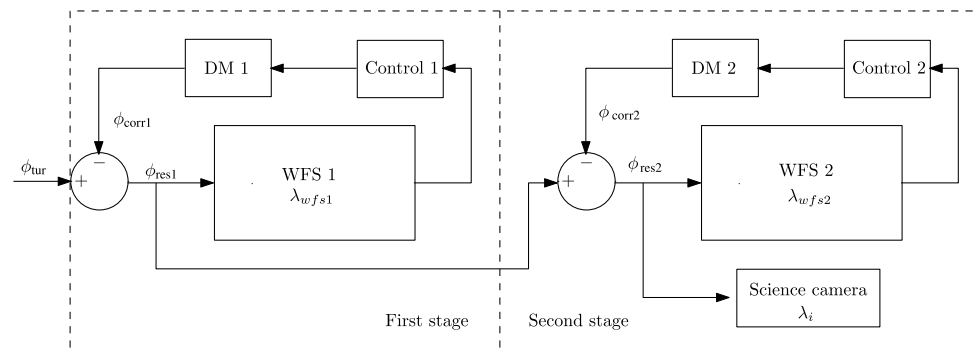 DM 1
Control 1
DM 2
Control 2
ϕcorr1
ϕcorr2
ϕtur
+
−
ϕres1
WFS 1
λwfs1
+
−
ϕres2
WFS 2
λwfs2
Science camera
λi
First stage
Second stage